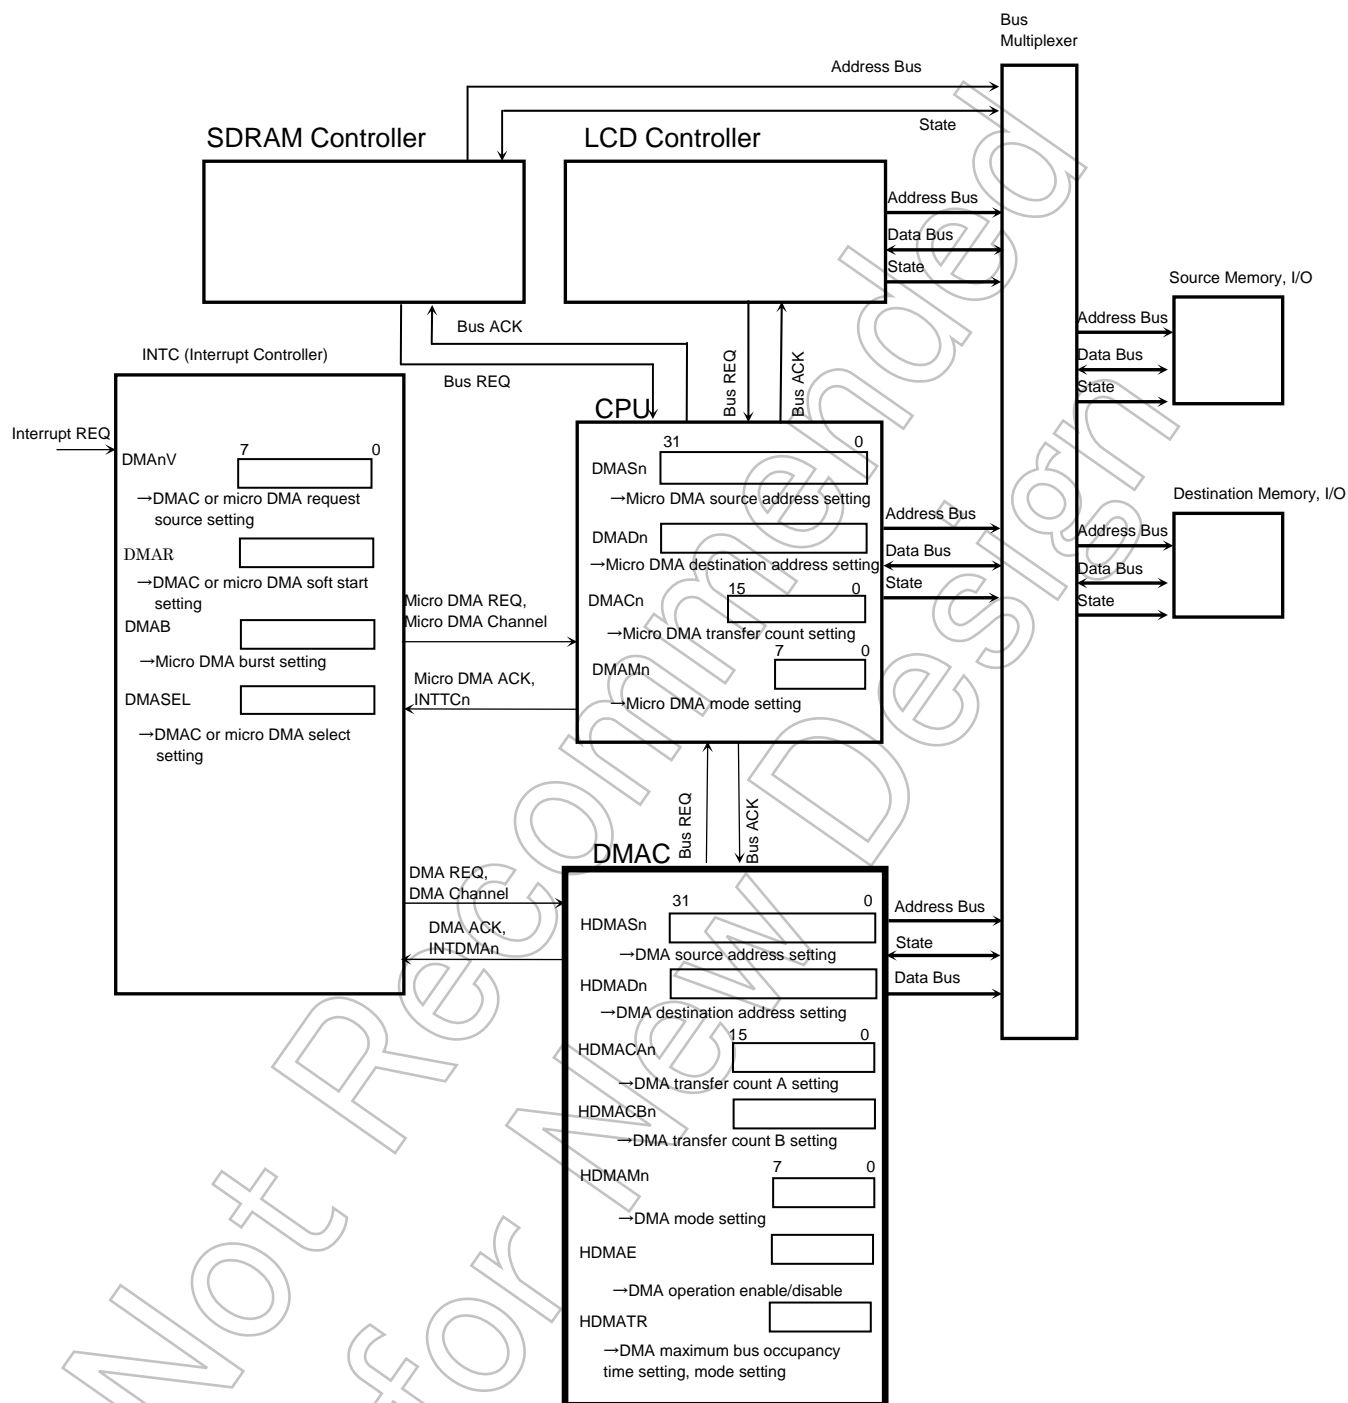 Bus
Multiplexer
Address Bus
State
SDRAM Controller
LCD Controller
Address Bus
Data Bus
State
Source Memory, I/O
Address Bus
Data Bus
State
Bus ACK
Bus REQ
Bus REQ
Bus ACK
INTC (Interrupt Controller)
Interrupt REQ
DMAnV
7 0
→DMAC or micro DMA request
source setting
DMAR
→DMAC or micro DMA soft start
setting
DMAB
→Micro DMA burst setting
DMASEL
→DMAC or micro DMA select
setting
Micro DMA REQ,
Micro DMA Channel
Micro DMA ACK,
INTTCn
CPU
31 0
DMASn
→Micro DMA source address setting
DMADn
→Micro DMA destination address setting
DMACn
15 0
→Micro DMA transfer count setting
DMAMn
7 0
→Micro DMA mode setting
Address Bus
Data Bus
State
Destination Memory, I/O
Address Bus
Data Bus
State
Bus REQ
Bus ACK
DMA REQ,
DMA Channel
DMA ACK,
INTDMAn
DMAC
31 0
HDMASn
→DMA source address setting
HDMADn
→DMA destination address setting
HDMACAn
15 0
→DMA transfer count A setting
HDMACBn
→DMA transfer count B setting
HDMAMn
7 0
→DMA mode setting
HDMAE
→DMA operation enable/disable
HDMATR
→DMA maximum bus occupancy
time setting, mode setting
Address Bus
State
Data Bus
Not Recommended
for New Design